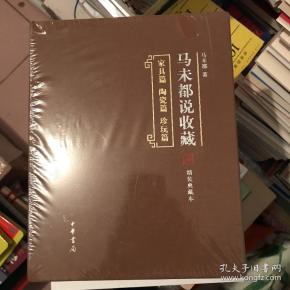 马未都 著
马未都说收藏
精装典藏本
家具篇 陶瓷篇 珍玩篇
中华书局
孔夫子旧书网